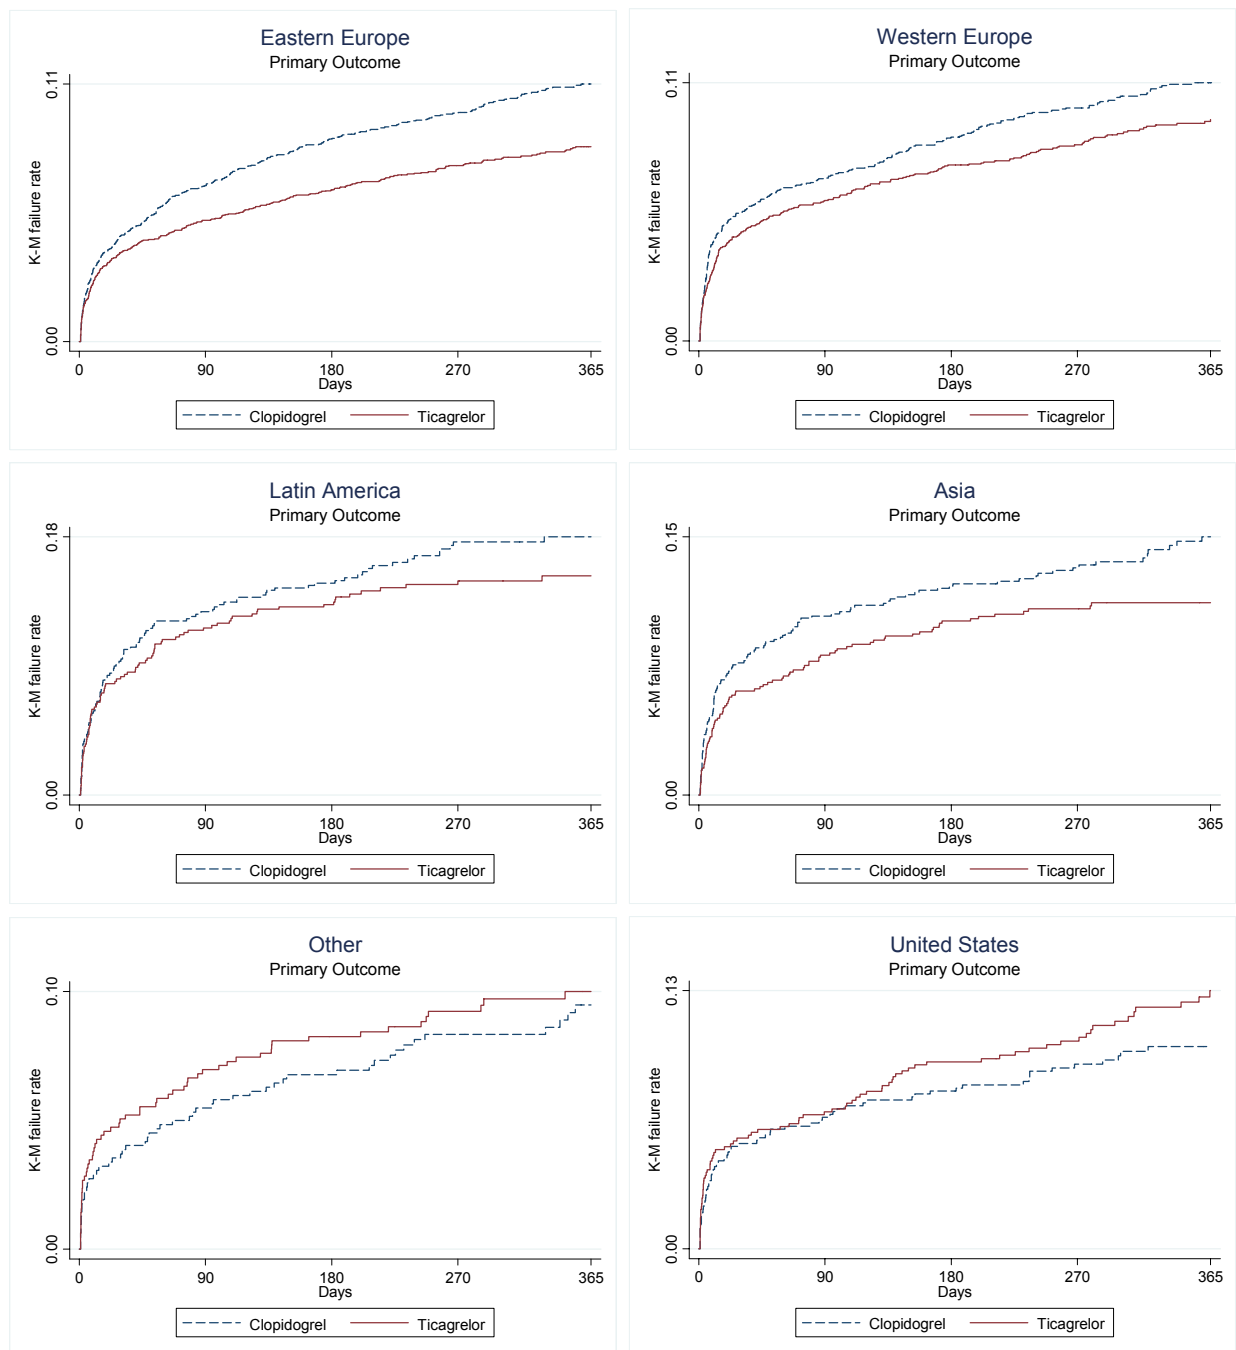 Eastern Europe
Primary Outcome
K-M failure rate
0.11
0.00
0 90 180 270 365
Days
Clopidogrel Ticagrelor
Western Europe
Primary Outcome
K-M failure rate
0.11
0.00
0 90 180 270 365
Days
Clopidogrel Ticagrelor
Latin America
Primary Outcome
K-M failure rate
0.18
0.00
0 90 180 270 365
Days
Clopidogrel Ticagrelor
Asia
Primary Outcome
K-M failure rate
0.15
0.00
0 90 180 270 365
Days
Clopidogrel Ticagrelor
Other
Primary Outcome
K-M failure rate
0.10
0.00
0 90 180 270 365
Days
Clopidogrel Ticagrelor
United States
Primary Outcome
K-M failure rate
0.13
0.00
0 90 180 270 365
Days
Clopidogrel Ticagrelor